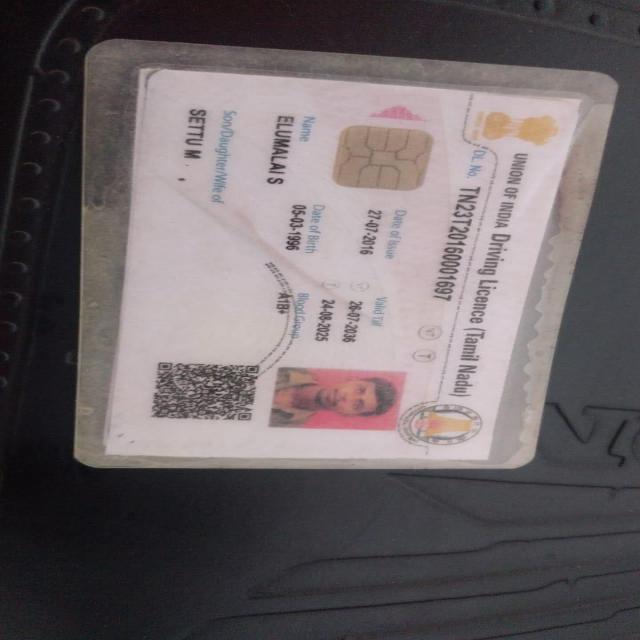 UNION OF INDIA Driving Licence (Tamil Nadu)
DL No. TN23T20160001697
Date of Issue
27-07-2016
Valid Till
26-07-2036
24-08-2025
Name
ELUMALAI S
Date of Birth
05-03-1996
Blood Group
Son/Daughter/Wife of
SETTU M